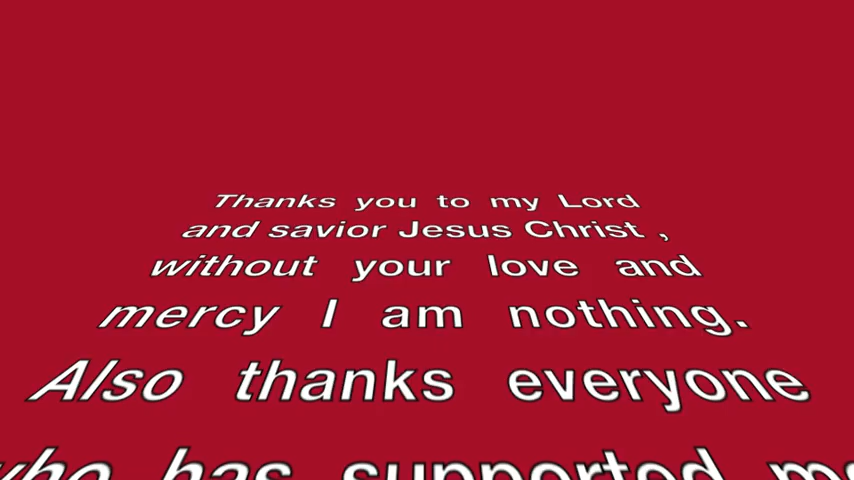 Thanks you to my Lord
and savior Jesus Christ ,
without your love and
mercy I am nothing.
Also thanks everyone
who has supported me